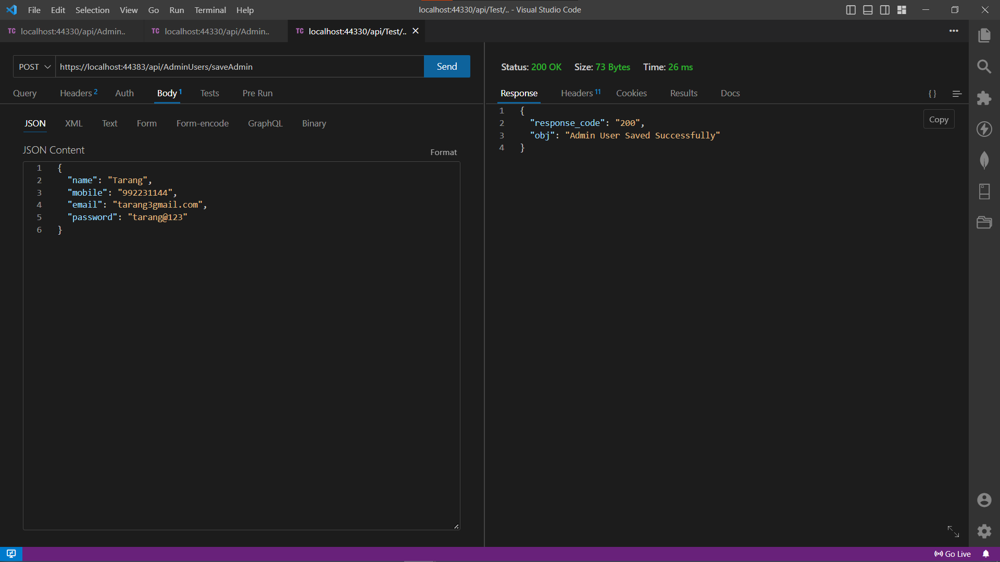 File Edit Selection View Go Run Terminal Help
localhost:44330/api/Test/.. - Visual Studio Code
TC localhost:44330/api/Admin..
TC localhost:44330/api/Admin..
TC localhost:44330/api/Test/..
POST https://localhost:44383/api/AdminUsers/saveAdmin Send
Query Headers 2 Auth Body 1 Tests Pre Run
JSON XML Text Form Form-encode GraphQL Binary
JSON Content
Format
1 {
2 "name": "Tarang",
3 "mobile": "992231144",
4 "email": "tarang3gmail.com",
5 "password": "tarang@123"
6 }
Status: 200 OK Size: 73 Bytes Time: 26 ms
Response Headers 11 Cookies Results Docs { }
Copy
1 {
2 "response_code": "200",
3 "obj": "Admin User Saved Successfully"
4 }
Go Live